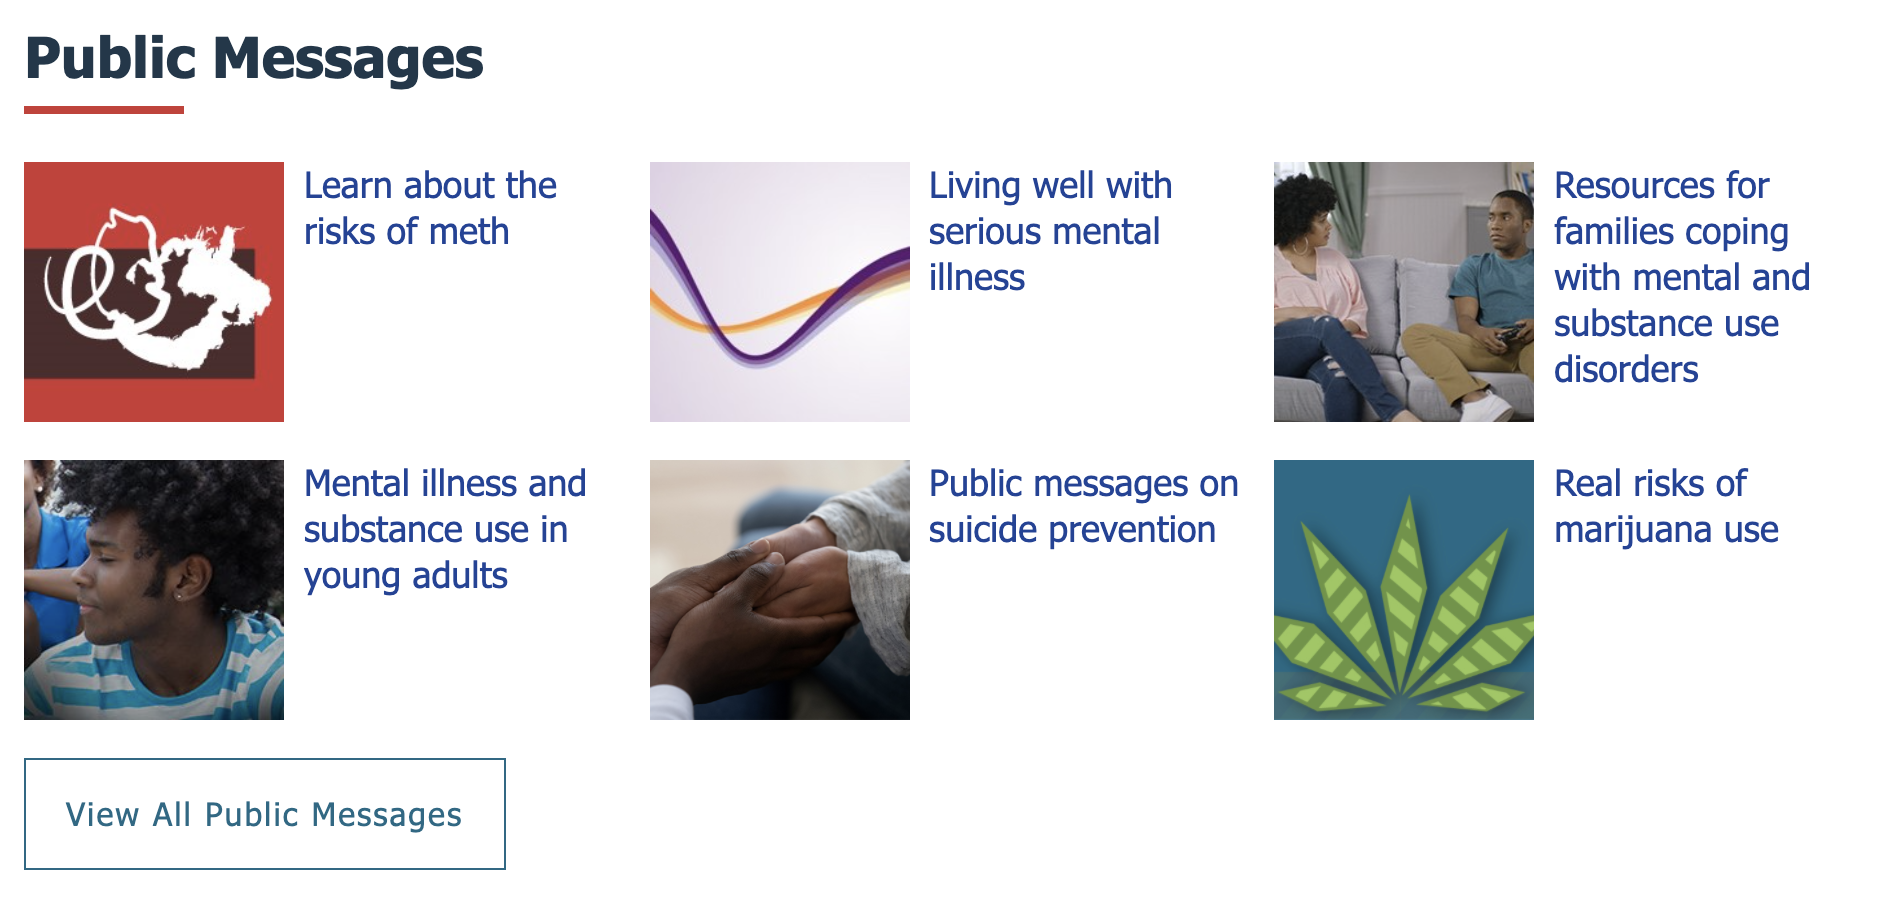 Public Messages
Learn about the
risks of meth
Living well with
serious mental
illness
Resources for
families coping
with mental and
substance use
disorders
Mental illness and
substance use in
young adults
Public messages on
suicide prevention
Real risks of
marijuana use
View All Public Messages